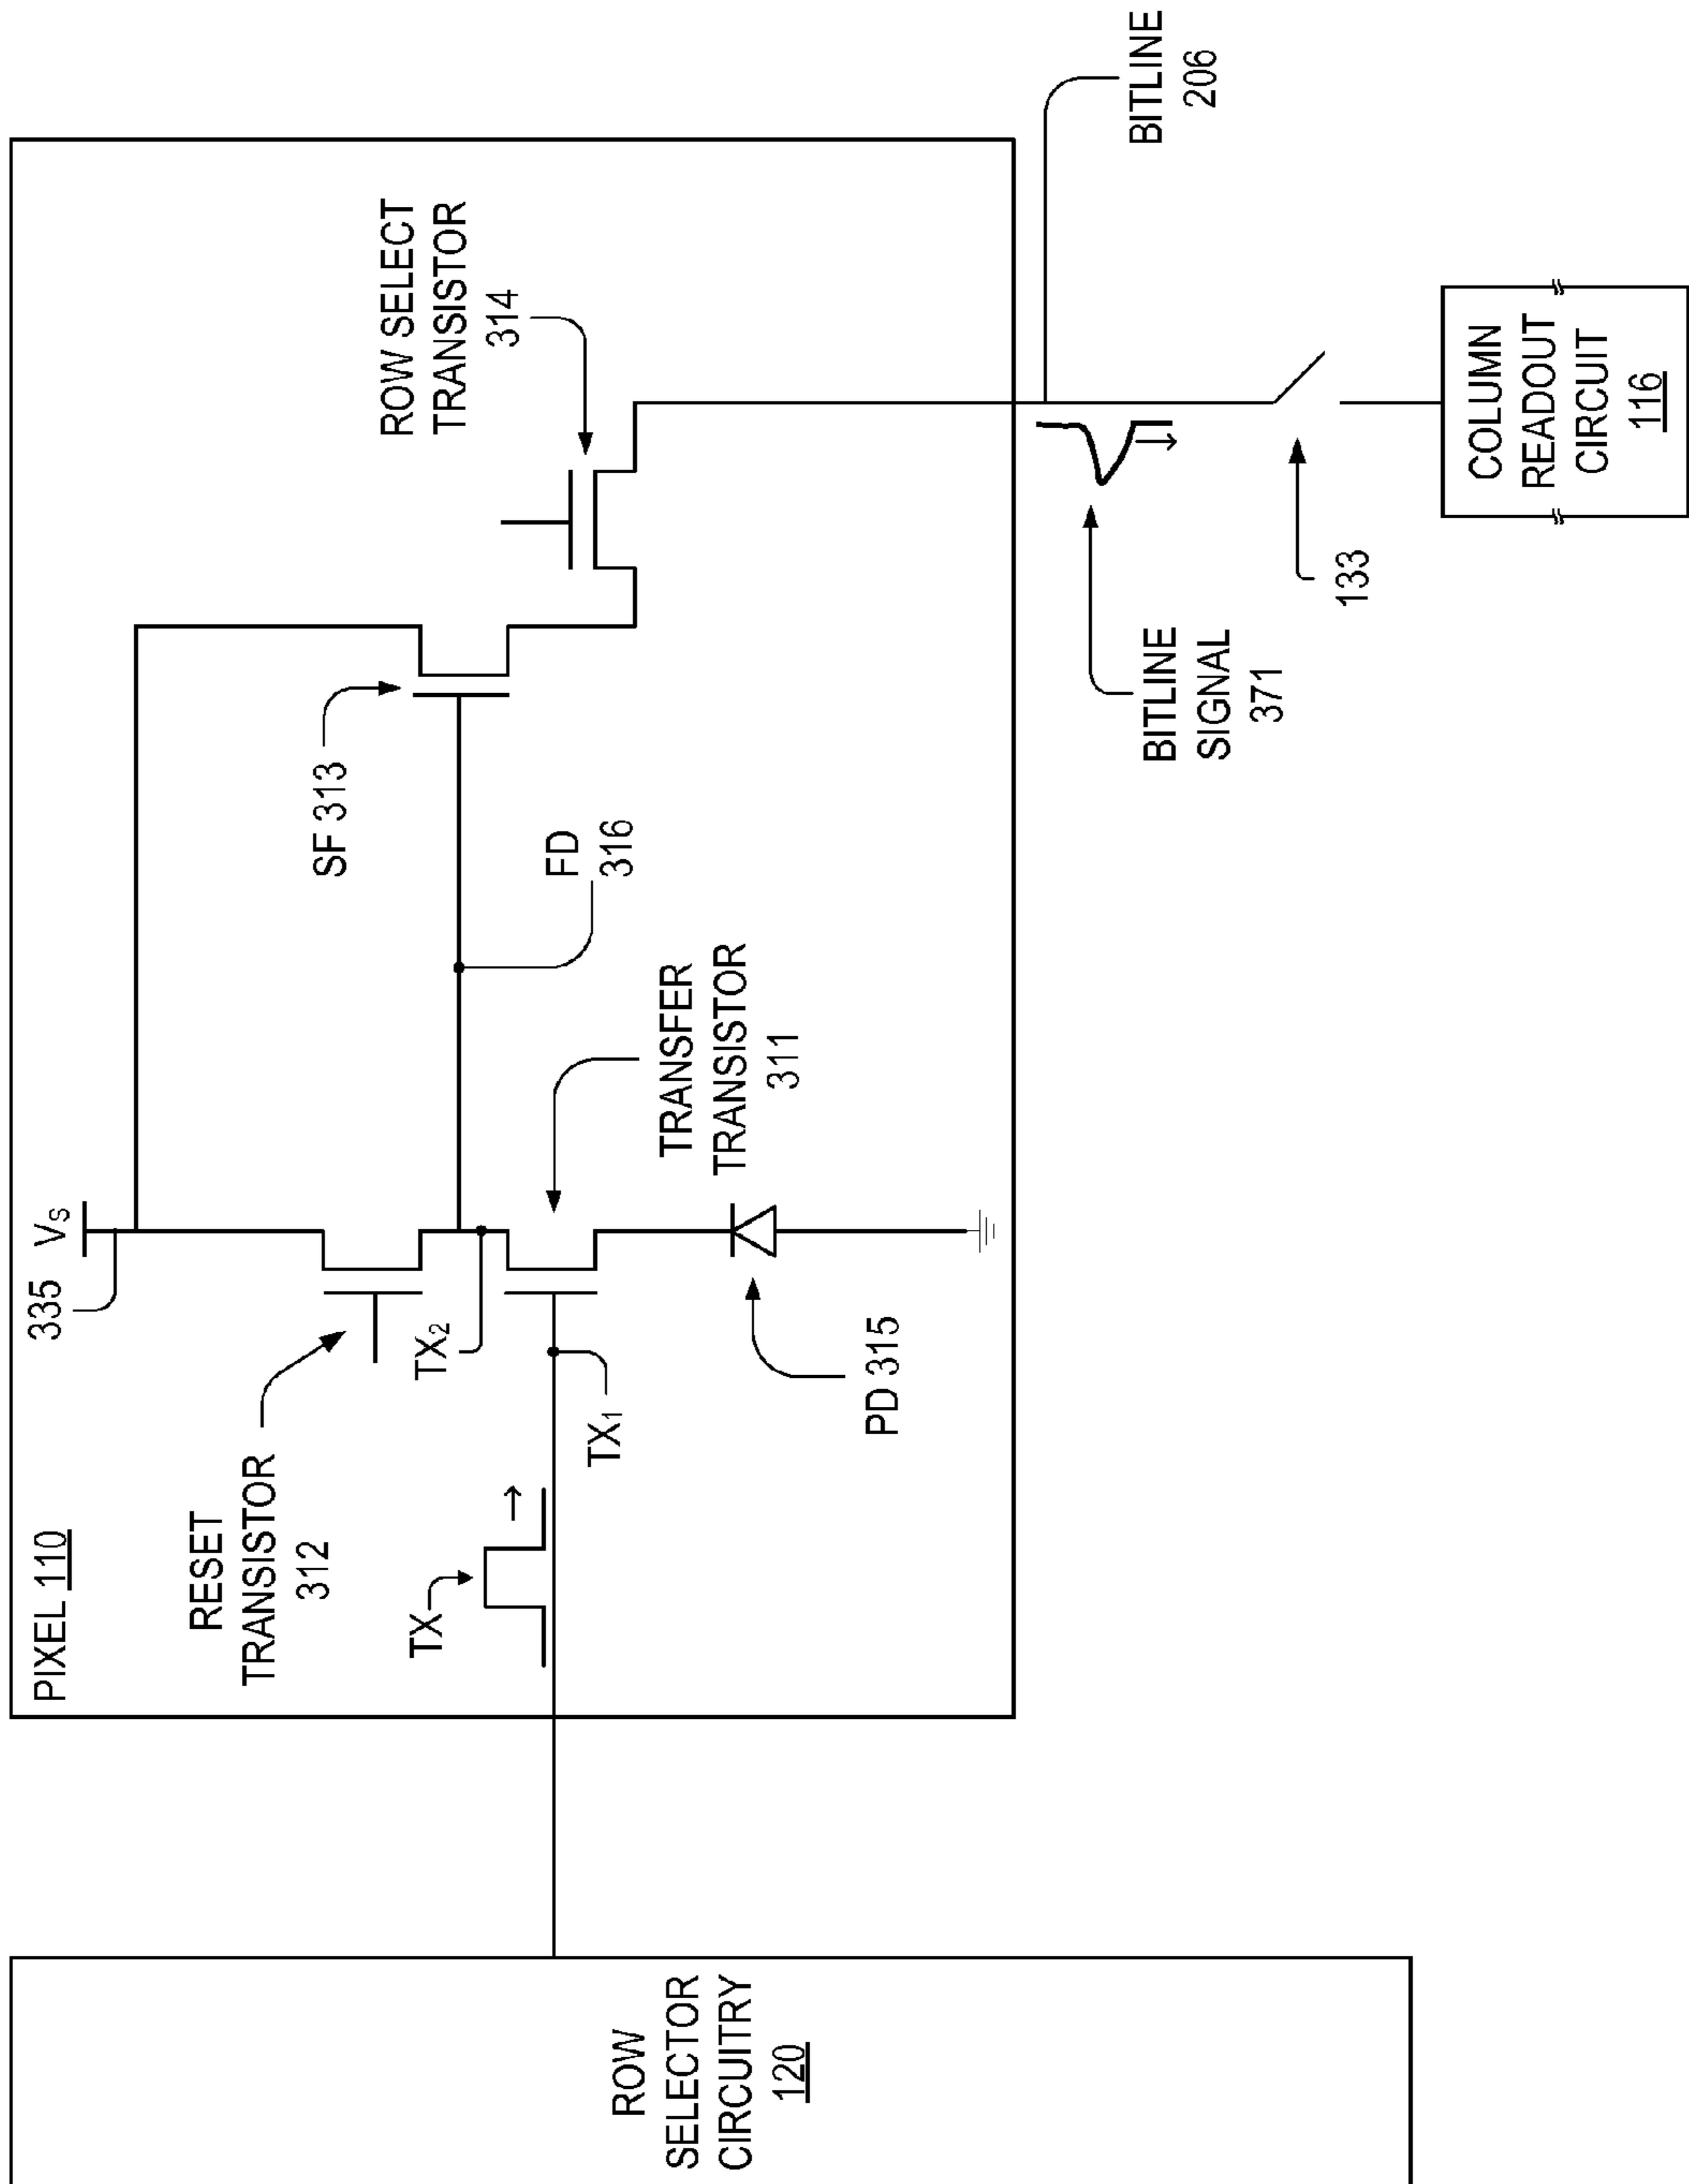 PIXEL 110
335
Vs
RESET
TRANSISTOR
312
TX
TX2
TX1
SF 313
ROW SELECT
TRANSISTOR
314
FD
316
TRANSFER
TRANSISTOR
311
PD 315
ROW
SELECTOR
CIRCUITRY
120
BITLINE
SIGNAL
371
BITLINE
206
133
COLUMN
READOUT
CIRCUIT
116